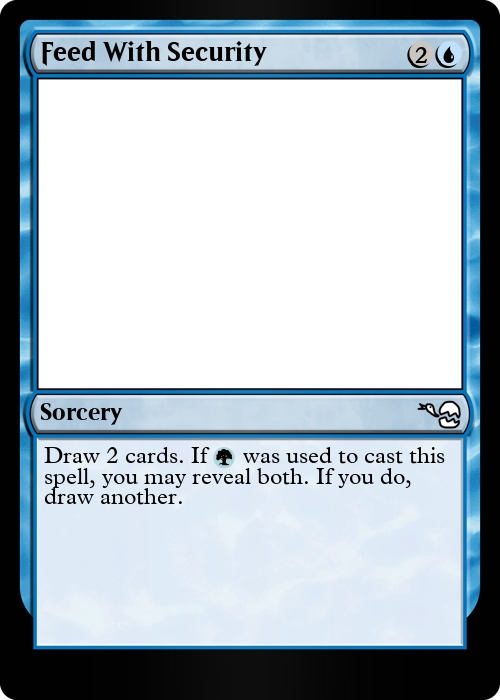 Feed With Security 2
Sorcery
Draw 2 cards. If was used to cast this
spell, you may reveal both. If you do,
draw another.